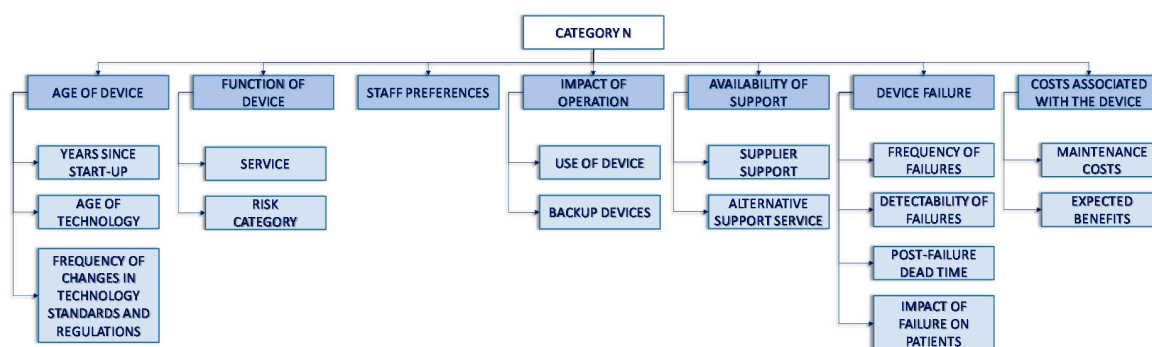 CATEGORY N
AGE OF DEVICE
FUNCTION OF
DEVICE
STAFF PREFERENCES
IMPACT OF
OPERATION
AVAILABILITY OF
SUPPORT
DEVICE FAILURE
COSTS ASSOCIATED
WITH THE DEVICE
YEARS SINCE
START-UP
AGE OF
TECHNOLOGY
FREQUENCY OF
CHANGES IN
TECHNOLOGY
STANDARDS AND
REGULATIONS
SERVICE
RISK
CATEGORY
USE OF DEVICE
BACKUP DEVICES
SUPPLIER
SUPPORT
ALTERNATIVE
SUPPORT SERVICE
FREQUENCY OF
FAILURES
DETECTABILITY OF
FAILURES
POST-FAILURE
DEAD TIME
IMPACT OF
FAILURE ON
PATIENTS
MAINTENANCE
COSTS
EXPECTED
BENEFITS